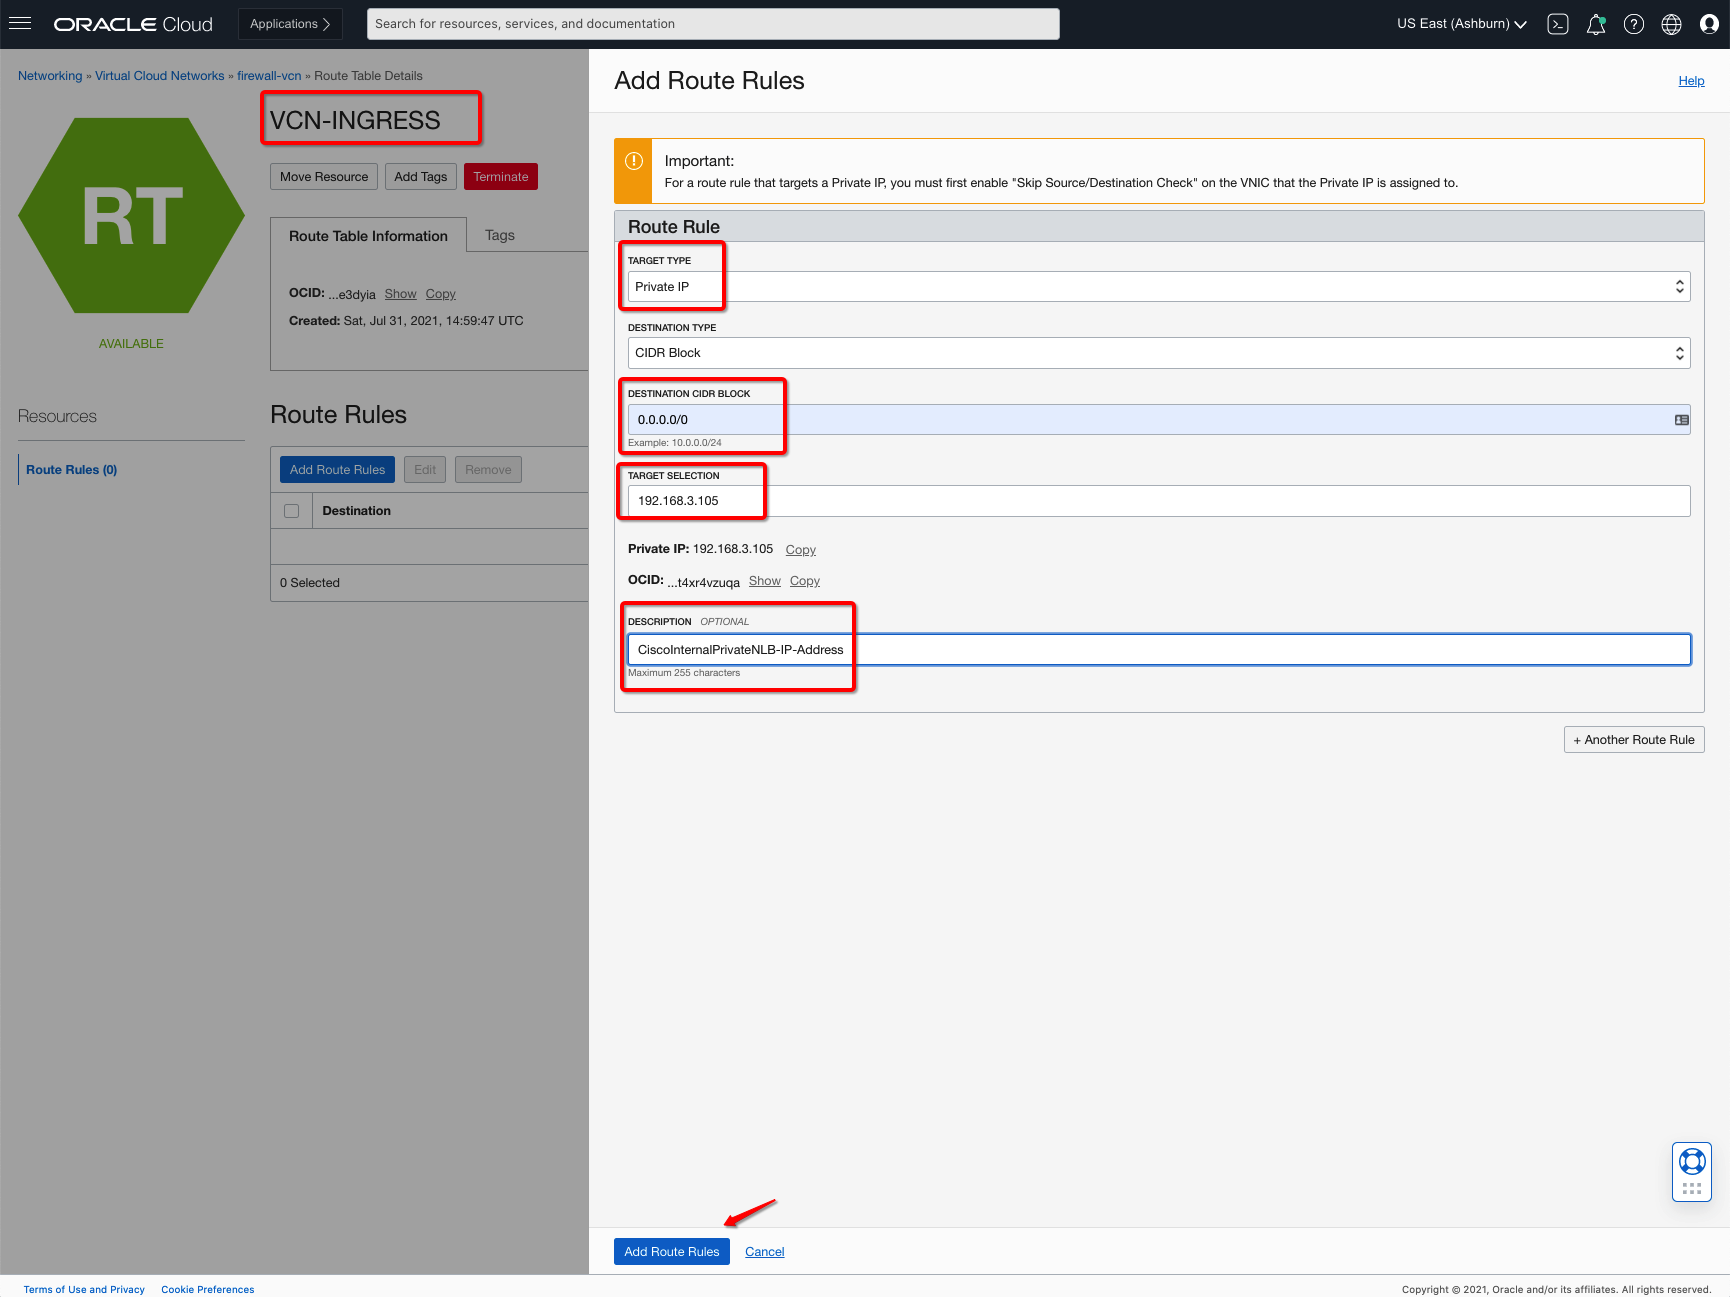 ORACLE Cloud
Applications
Search for resources, services, and documentation
US East (Ashburn)
Networking » Virtual Cloud Networks » firewall-vcn » Route Table Details
RT
AVAILABLE
VCN-INGRESS
Move Resource
Add Tags
Terminate
Route Table Information
Tags
OCID: ...e3dyia Show Copy
Created: Sat, Jul 31, 2021, 14:59:47 UTC
Resources
Route Rules (0)
Route Rules
Add Route Rules
Edit
Remove
Destination
0 Selected
Add Route Rules
Help
Important:
For a route rule that targets a Private IP, you must first enable "Skip Source/Destination Check" on the VNIC that the Private IP is assigned to.
Route Rule
TARGET TYPE
Private IP
DESTINATION TYPE
CIDR Block
DESTINATION CIDR BLOCK
0.0.0.0/0
Example: 10.0.0.0/24
TARGET SELECTION
192.168.3.105
Private IP: 192.168.3.105 Copy
OCID: ...t4xr4vzuqa Show Copy
DESCRIPTION OPTIONAL
CiscoInternalPrivateNLB-IP-Address
Maximum 255 characters
+ Another Route Rule
Add Route Rules
Cancel
Terms of Use and Privacy
Cookie Preferences
Copyright © 2021, Oracle and/or its affiliates. All rights reserved.